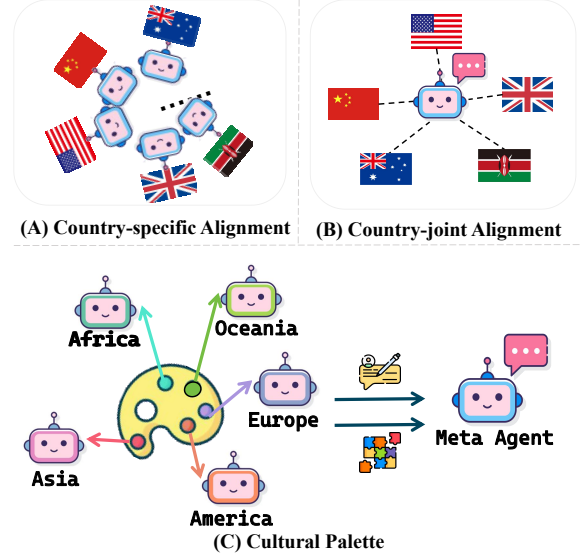 (A) Country-specific Alignment
(B) Country-joint Alignment
Africa
Oceania
Europe
Asia
America
Meta Agent
(C) Cultural Palette